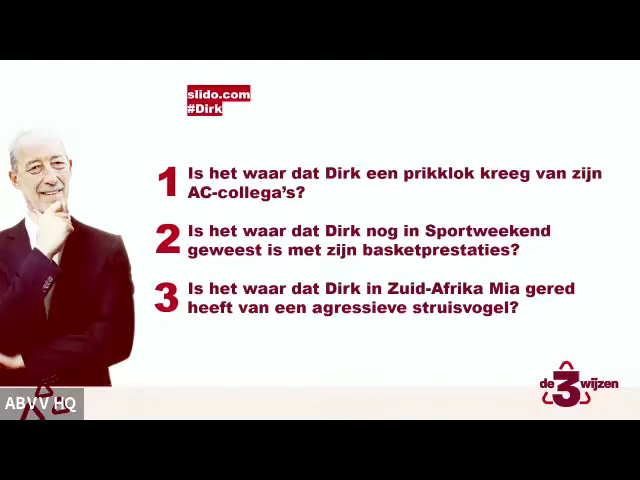 slido.com
#Dirk
1 Is het waar dat Dirk een prikklok kreeg van zijn
AC-collega's?
2 Is het waar dat Dirk nog in Sportweekend
geweest is met zijn basketprestaties?
3 Is het waar dat Dirk in Zuid-Afrika Mia gered
heeft van een agressieve struisvogel?
de 3 wijzen
ABVV HQ